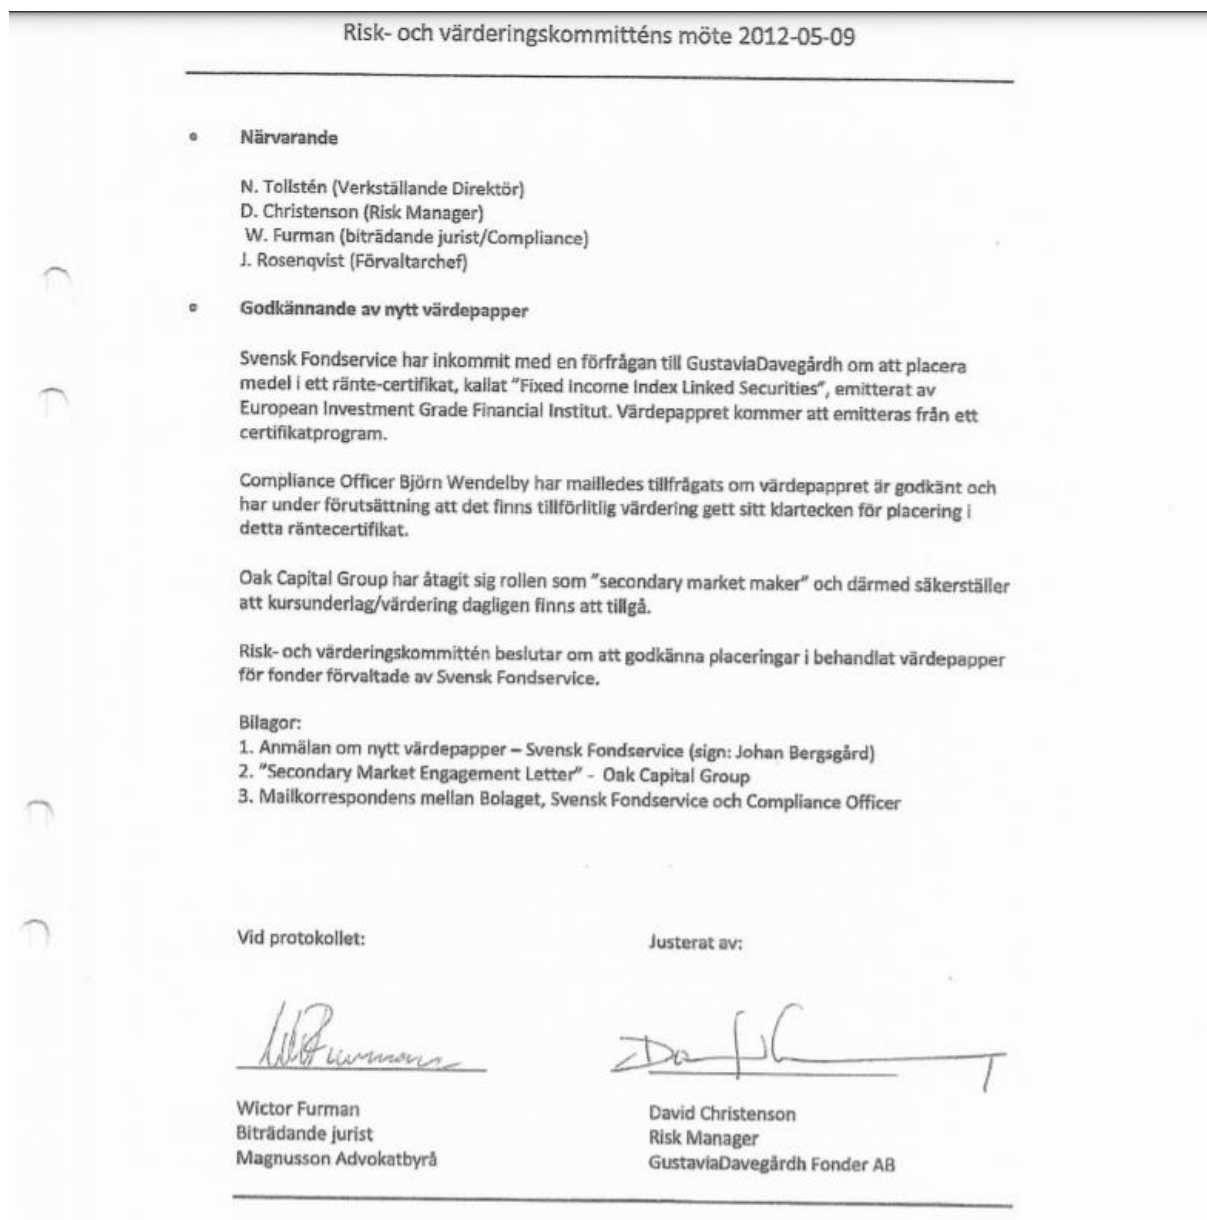 Risk- och värderingskommitténs möte 2012-05-09
• Närvarande
N. Tollstén (Verkställande Direktör)
D. Christenson (Risk Manager)
W. Furman (biträdande jurist/Compliance)
J. Rosenqvist (Förvaltarchef)
• Godkännande av nytt värdepapper
Svensk Fondservice har inkommit med en förfrågan till GustaviaDavegårdh om att placera
medel i ett ränte-certifikat, kallat "Fixed Income Index Linked Securities", emitterat av
European Investment Grade Financial Institut. Värdepappret kommer att emitteras från ett
certifikatprogram.
Compliance Officer Björn Wendelby har mailledes tillfrågats om värdepappret är godkänt och
har under förutsättning att det finns tillförlitlig värdering gett sitt klartecken för placering i
detta räntecertifikat.
Oak Capital Group har åtagit sig rollen som "secondary market maker" och därmed säkerställer
att kursunderlag/värdering dagligen finns att tillgå.
Risk- och värderingskommittén beslutar om att godkänna placeringar i behandlat värdepapper
för fonder förvaltade av Svensk Fondservice.
Bilagor:
1. Anmälan om nytt värdepapper – Svensk Fondservice (sign: Johan Bergsgård)
2. "Secondary Market Engagement Letter" - Oak Capital Group
3. Mailkorrespondens mellan Bolaget, Svensk Fondservice och Compliance Officer
Vid protokollet: Justerat av:
Wictor Furman David Christenson
Biträdande jurist Risk Manager
Magnusson Advokatbyrå GustaviaDavegårdh Fonder AB